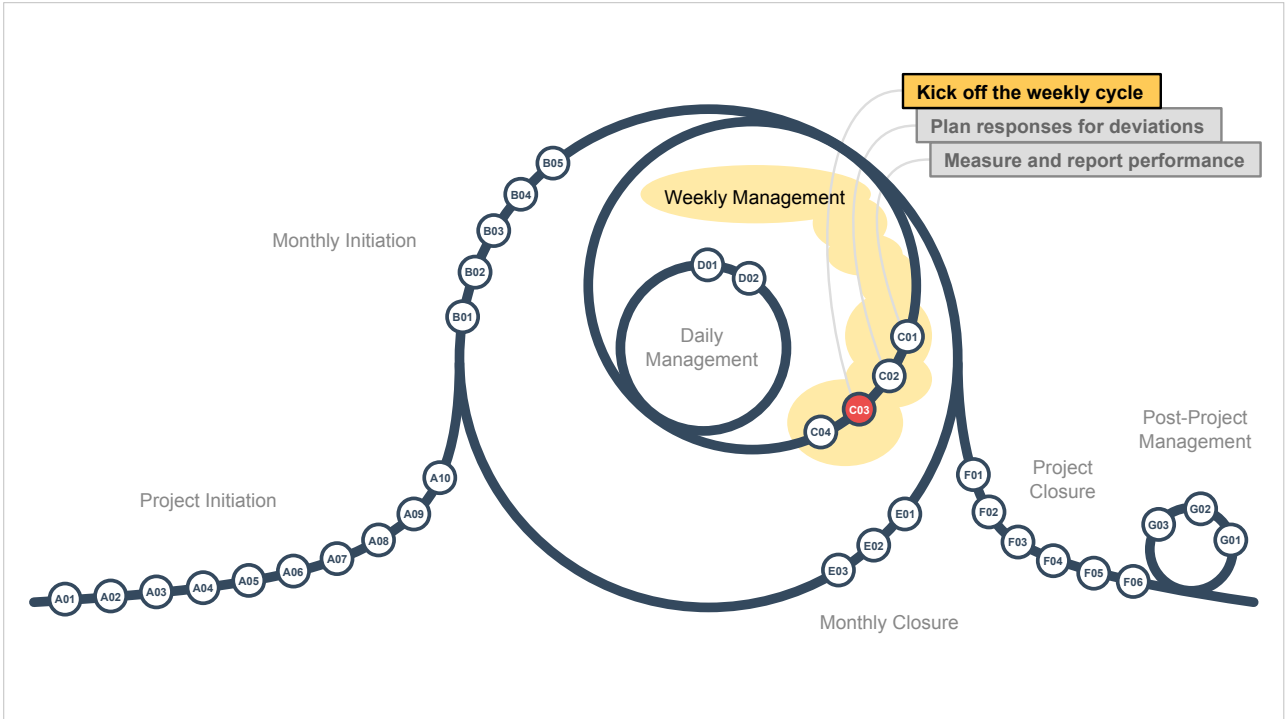 Kick off the weekly cycle
Plan responses for deviations
Measure and report performance
Weekly Management
Monthly Initiation
B05
B04
B03
B02
B01
D01
D02
Daily
Management
C01
C02
C03
C04
Post-Project
Management
Project
Closure
Project Initiation
A10
A09
A08
A07
A06
A05
A04
A03
A02
A01
E01
E02
E03
Monthly Closure
F01
F02
F03
F04
F05
F06
G03
G02
G01